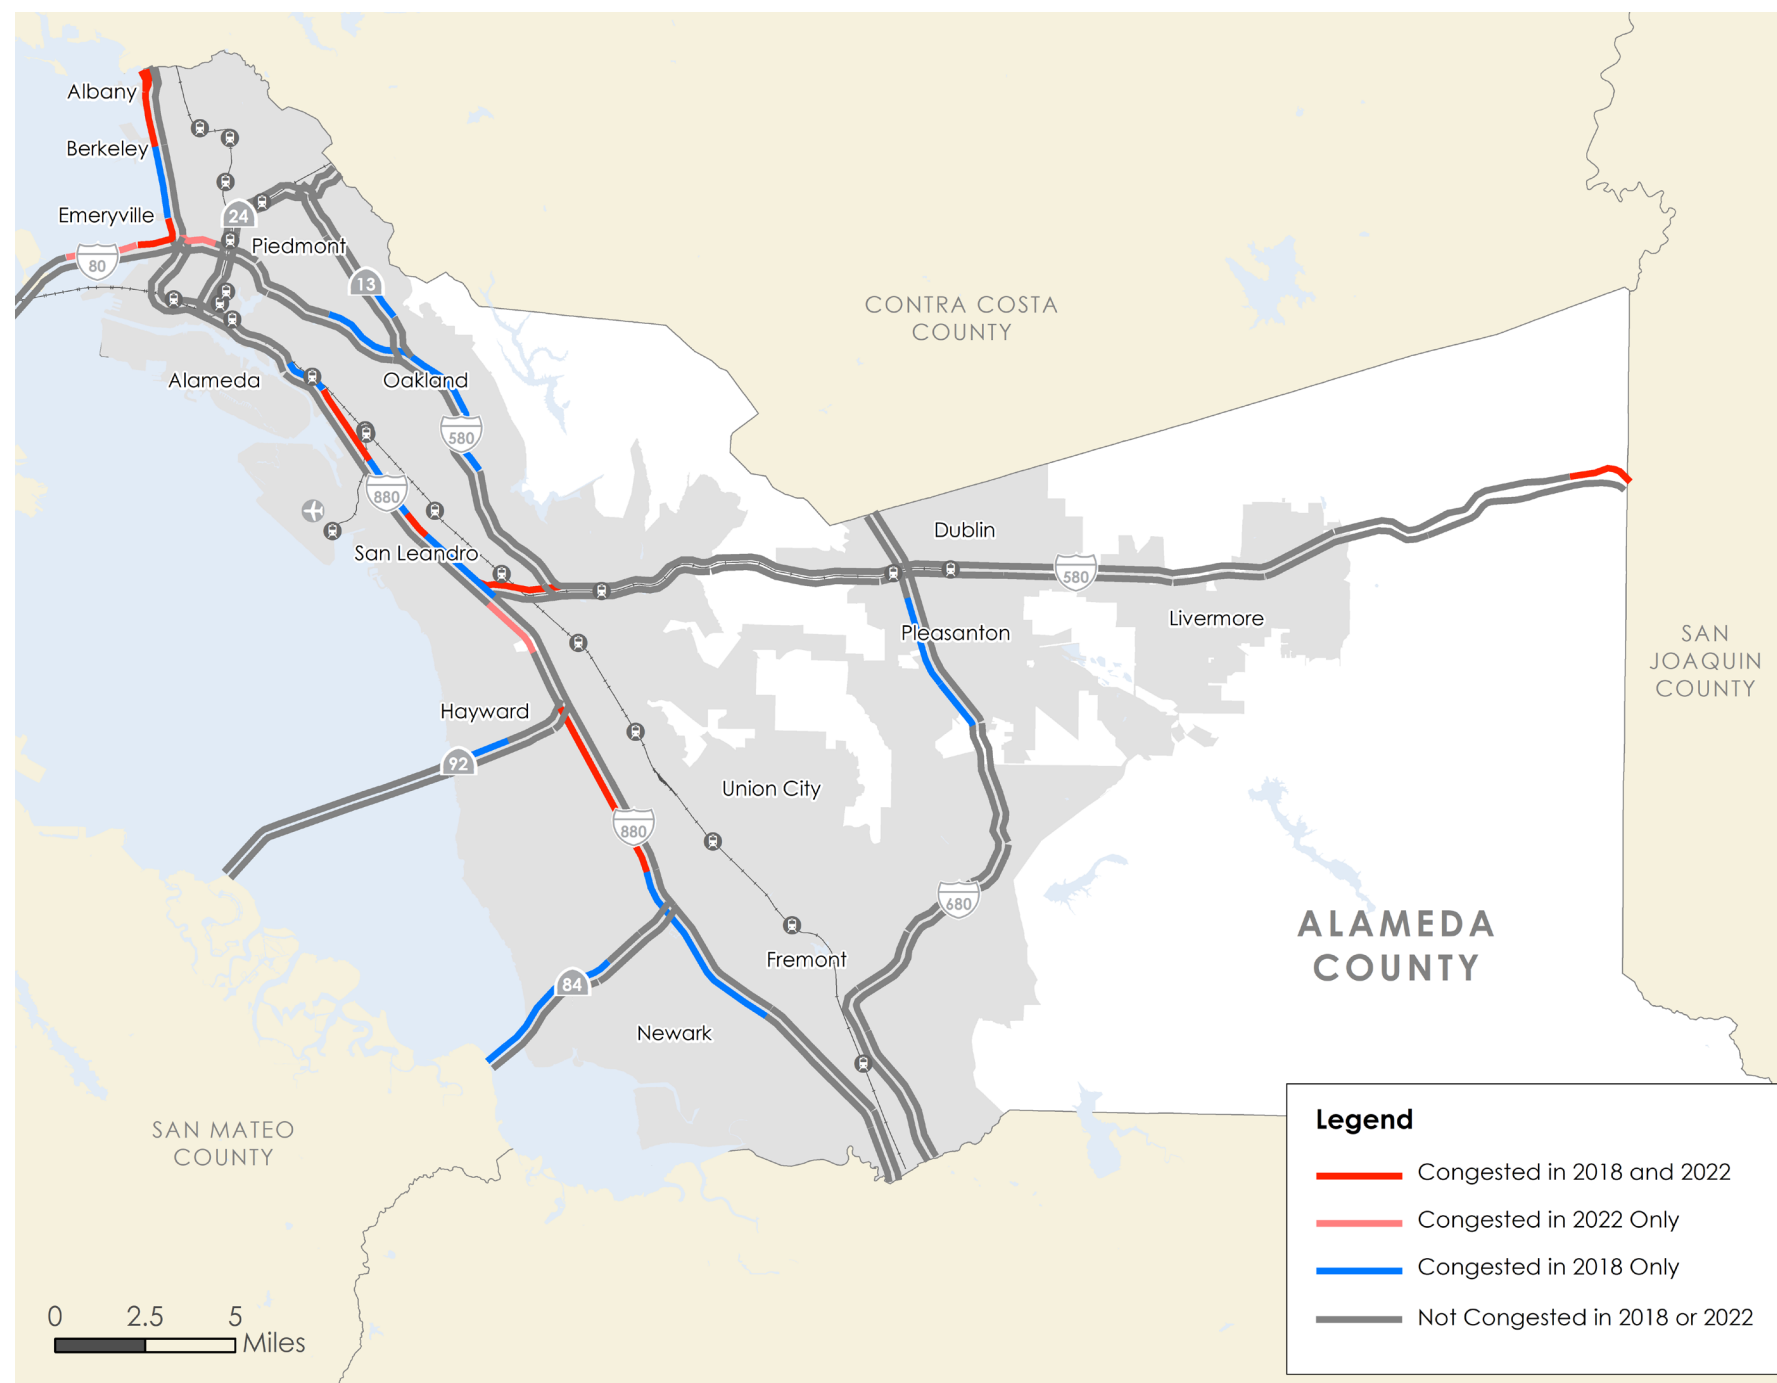 Albany
Berkeley
Emeryville
24
Piedmont
80
13
CONTRA COSTA
COUNTY
Alameda
Oakland
580
880
Dublin
San Leandro
580
Livermore
Pleasanton
SAN
JOAQUIN
COUNTY
Hayward
92
Union City
880
680
ALAMEDA
COUNTY
Fremont
84
Newark
SAN MATEO
COUNTY
Legend
Congested in 2018 and 2022
Congested in 2022 Only
Congested in 2018 Only
Not Congested in 2018 or 2022
0 2.5 5
Miles